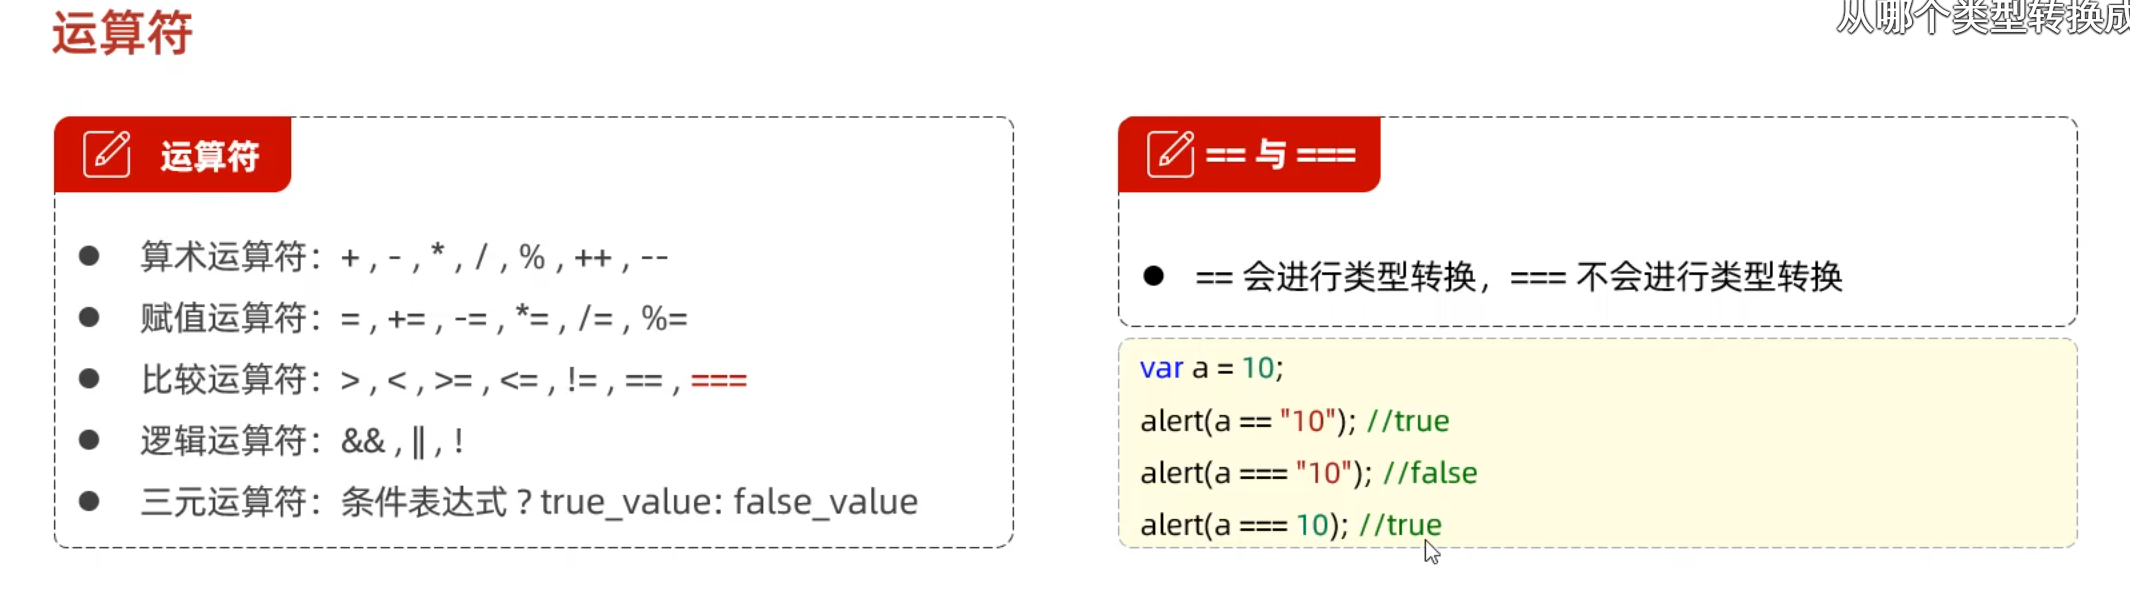 运算符
从哪个类型转换成
运算符
算术运算符：+ , - , * , / , % , ++ , --
赋值运算符：= , += , -= , *= , /= , %=
比较运算符：> , < , >= , <= , != , == , ===
逻辑运算符：&& , || , !
三元运算符：条件表达式 ? true_value: false_value
== 与 ===
== 会进行类型转换，=== 不会进行类型转换
var a = 10;
alert(a == "10"); //true
alert(a === "10"); //false
alert(a === 10); //true